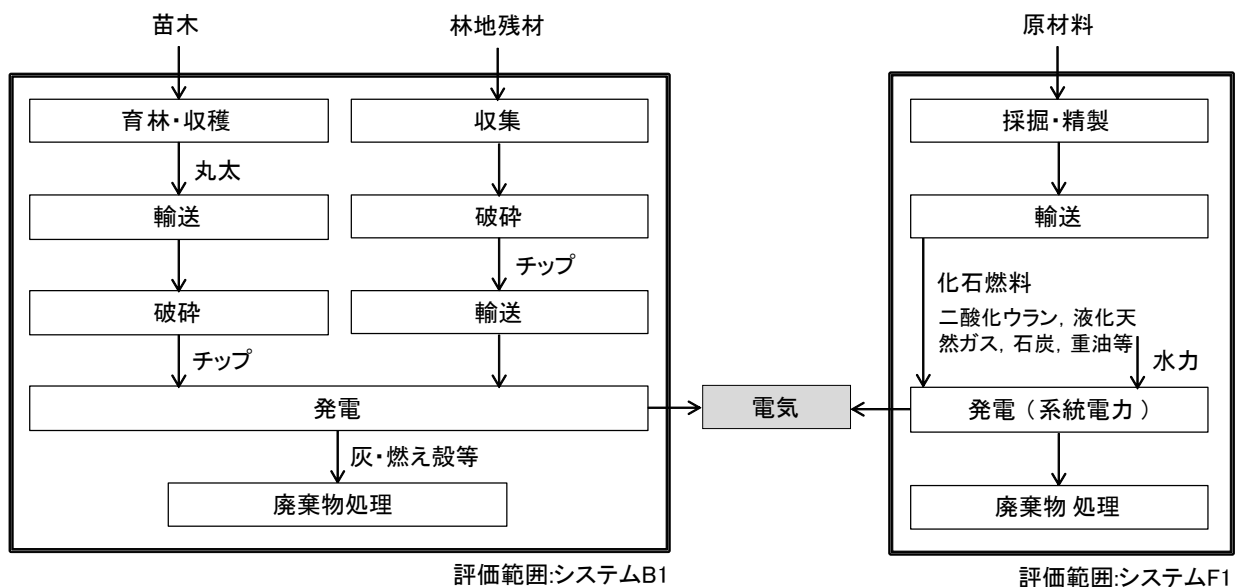 苗木
林地残材
原材料
育林・収穫
収集
採掘・精製
丸太
輸送
破砕
輸送
チップ
化石燃料
二酸化ウラン, 液化天
然ガス, 石炭, 重油等
水力
破砕
輸送
チップ
発電
電気
発電 ( 系統電力 )
灰・燃え殻等
廃棄物処理
廃棄物 処理
評価範囲:システムB1
評価範囲:システムF1